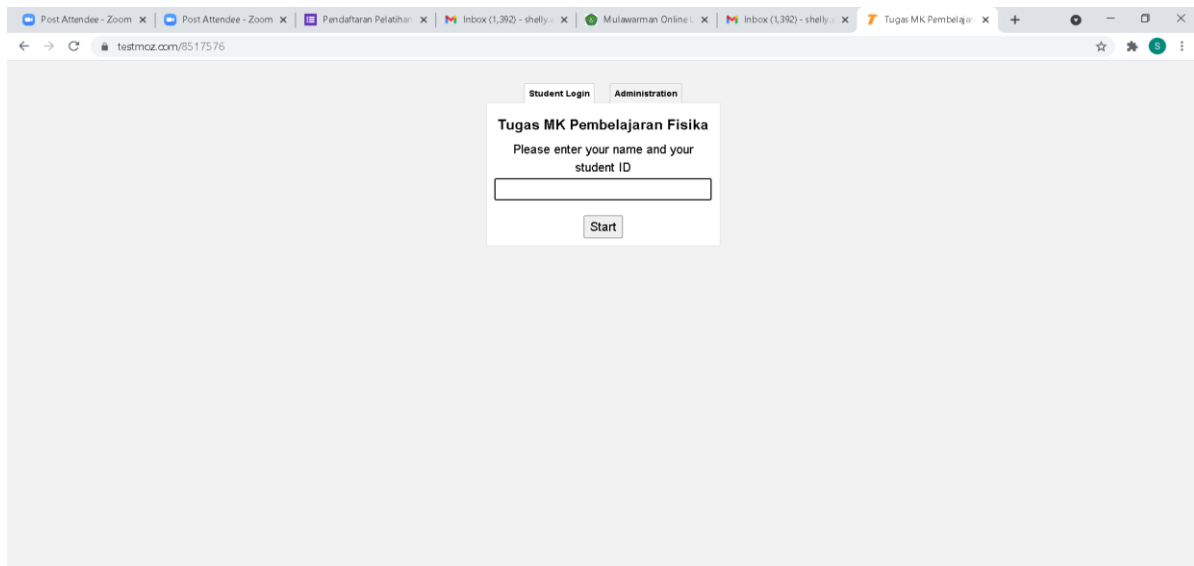 Post Attendee - Zoom
Post Attendee - Zoom
Pendaftaran Pelatihan
Inbox (1,392) - shelly.
Mulawarman Online
Inbox (1,392) - shelly.
Tugas MK Pembelajar
testmoz.com/8517576
S
Student Login
Administration
Tugas MK Pembelajaran Fisika
Please enter your name and your
student ID
Start